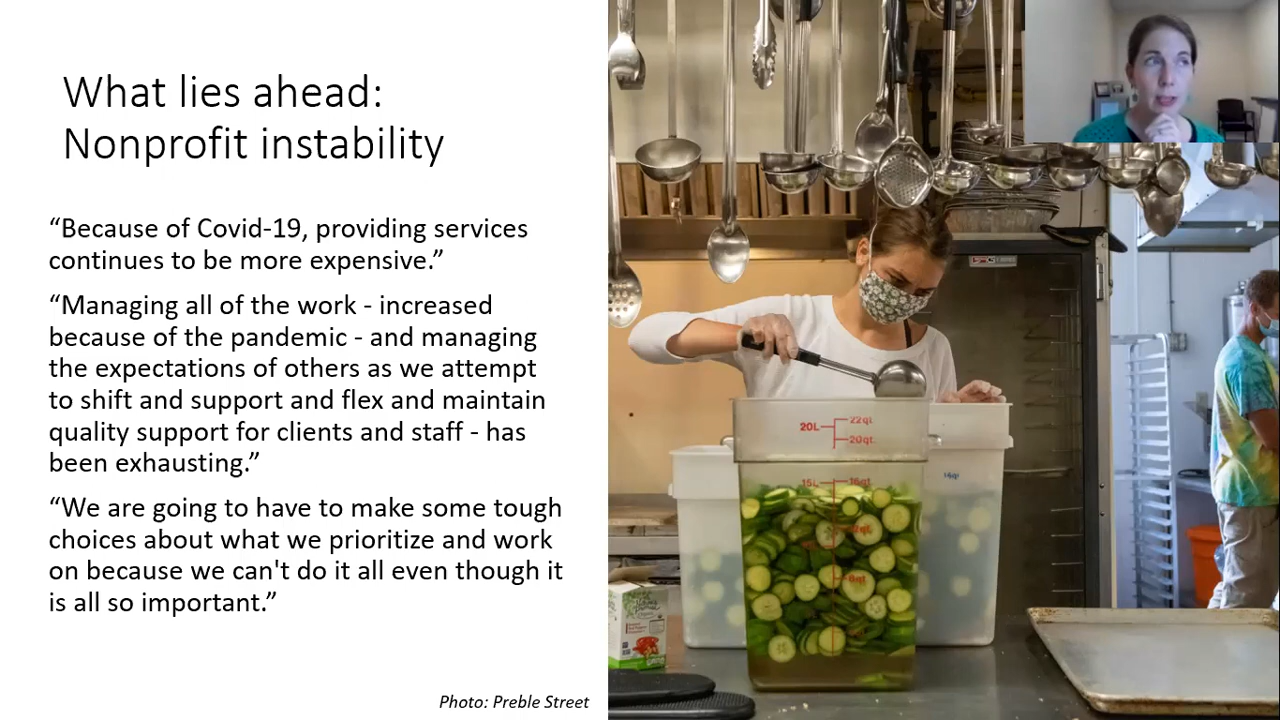 What lies ahead:
Nonprofit instability
“Because of Covid-19, providing services
continues to be more expensive.”
“Managing all of the work - increased
because of the pandemic - and managing
the expectations of others as we attempt
to shift and support and flex and maintain
quality support for clients and staff - has
been exhausting.”
“We are going to have to make some tough
choices about what we prioritize and work
on because we can't do it all even though it
is all so important.”
Photo: Preble Street
20L
22qt.
20qt.
15L
16qt.